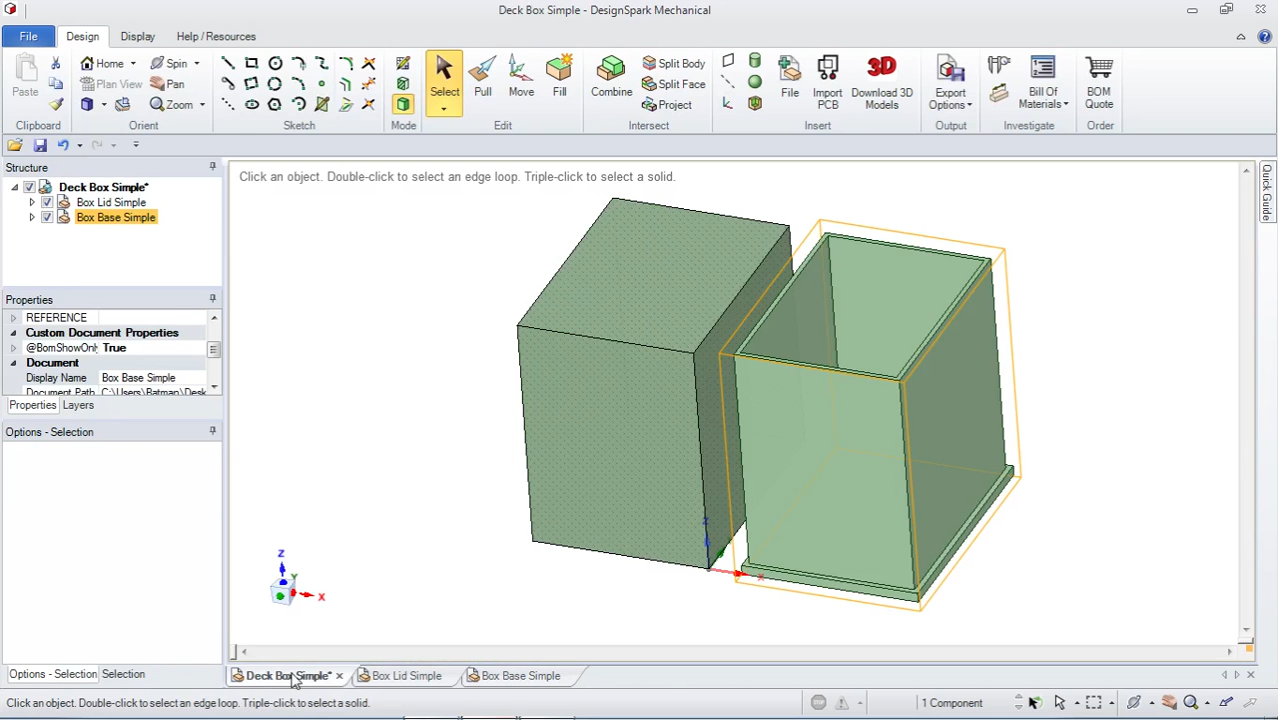 Deck Box Simple - DesignSpark Mechanical
File Design Display Help / Resources
Paste Home Plan View Spin Pan Zoom Select Pull Move Fill Combine Split Body Split Face Project File Import PCB Download 3D Models Export Options Bill Of Materials BOM Quote
Clipboard Orient Sketch Mode Edit Intersect Insert Output Investigate Order
Structure
Deck Box Simple*
Box Lid Simple
Box Base Simple
Click an object. Double-click to select an edge loop. Triple-click to select a solid.
Quick Guide
Properties
REFERENCE
Custom Document Properties
@BomShowOnl True
Document
Display Name Box Base Simple
Document Path C:\Users\Batman\Desk
Properties Layers
Options - Selection
Z
X
Z
Y
X
Options - Selection Selection
Deck Box Simple* Box Lid Simple Box Base Simple
Click an object. Double-click to select an edge loop. Triple-click to select a solid. 1 Component